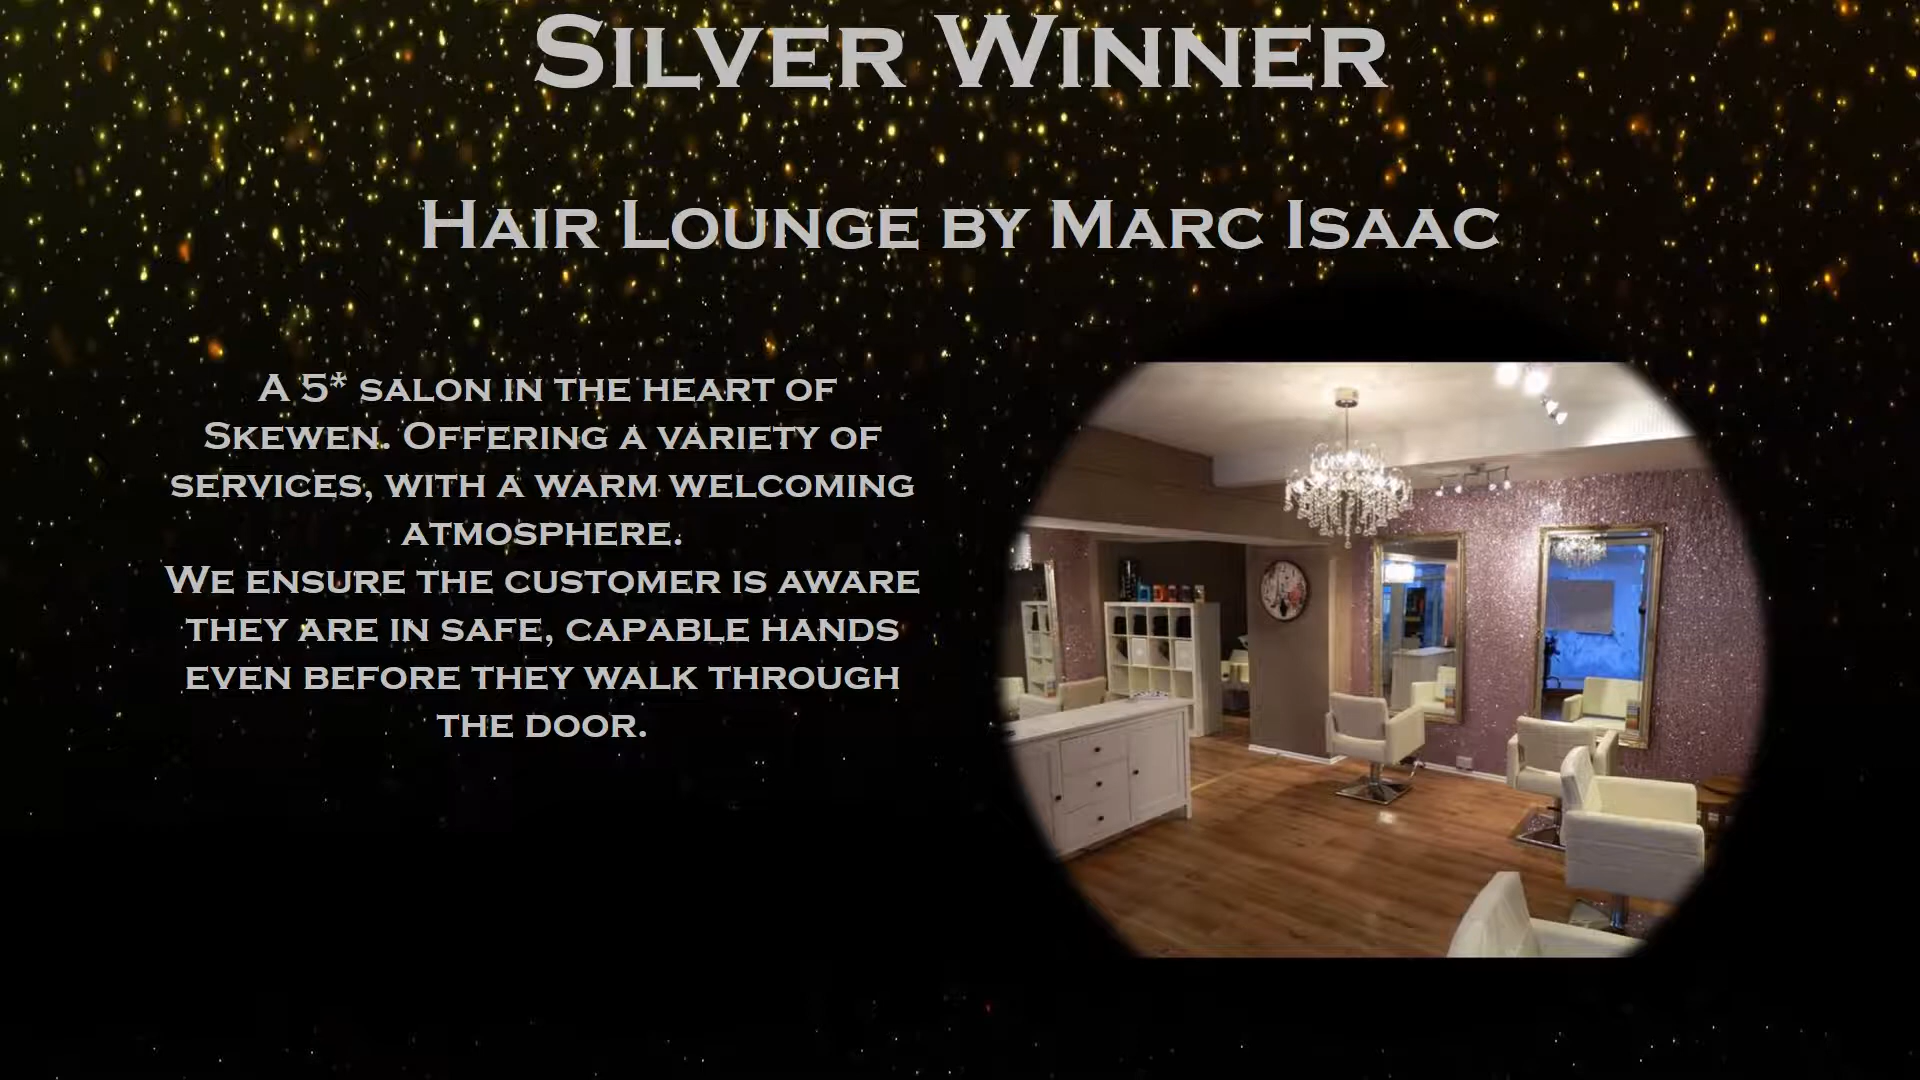 Silver Winner
Hair Lounge by Marc Isaac
A 5* salon in the heart of
Skewen. Offering a variety of
services, with a warm welcoming
atmosphere.
We ensure the customer is aware
they are in safe, capable hands
even before they walk through
the door.